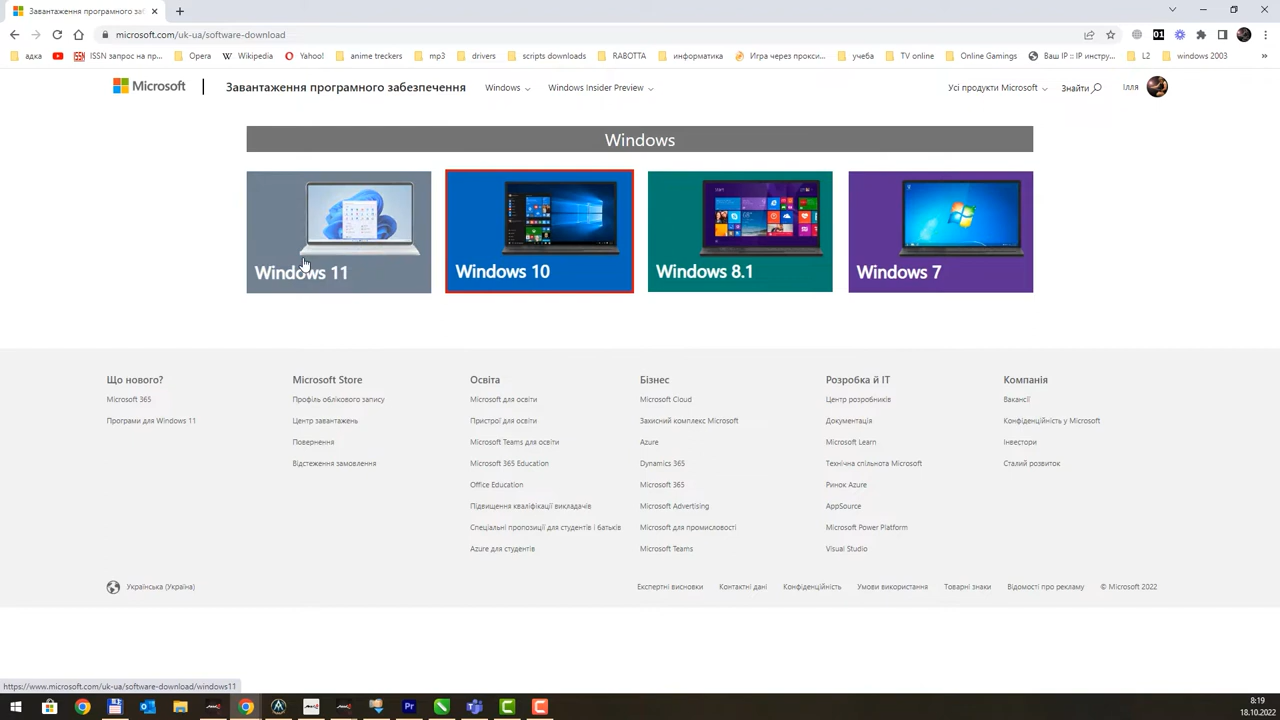 Завантаження програмного за
microsoft.com/uk-ua/software-download
адка
ISSN запрос на пр...
Opera
Wikipedia
Yahoo!
anime treckers
mp3
drivers
scripts downloads
RABOTTA
информатика
Игра через прокси...
учеба
TV online
Online Gamings
Ваш IP :: IP инстру...
L2
windows 2003
Microsoft
Завантаження програмного забезпечення
Windows
Windows Insider Preview
Усі продукти Microsoft
Знайти
Ілля
Windows
Windows 11
Windows 10
Windows 8.1
Windows 7
Що нового?
Microsoft 365
Програми для Windows 11
Microsoft Store
Профіль облікового запису
Центр завантажень
Повернення
Відстеження замовлення
Освіта
Microsoft для освіти
Пристрої для освіти
Microsoft Teams для освіти
Microsoft 365 Education
Office Education
Підвищення кваліфікації викладачів
Спеціальні пропозиції для студентів і батьків
Azure для студентів
Бізнес
Microsoft Cloud
Захисний комплекс Microsoft
Azure
Dynamics 365
Microsoft 365
Microsoft Advertising
Microsoft для промисловості
Microsoft Teams
Розробка й IT
Центр розробників
Документація
Microsoft Learn
Технічна спільнота Microsoft
Ринок Azure
AppSource
Microsoft Power Platform
Visual Studio
Компанія
Вакансії
Конфіденційність у Microsoft
Інвестори
Сталий розвиток
Українська (Україна)
Експертні висновки
Контактні дані
Конфіденційність
Умови використання
Товарні знаки
Відомості про рекламу
© Microsoft 2022
https://www.microsoft.com/uk-ua/software-download/windows11
8:19
18.10.2022